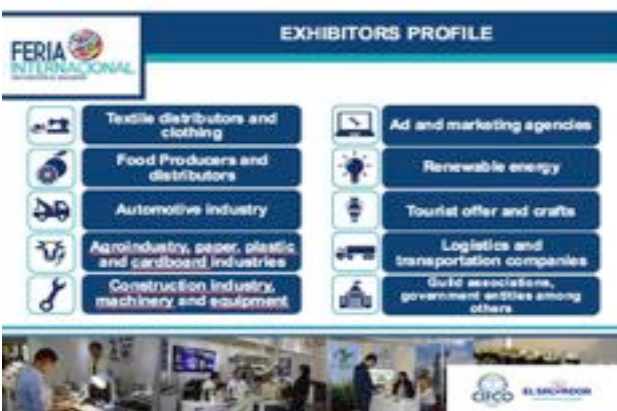 EXHIBITORS PROFILE
FERIA
INTERNACIONAL
Textile distributors and
clothing
Food Producers and
distributors
Automotive industry
Agroindustry, paper, plastic
and cardboard industries
Construction industry,
machinery and equipment
Ad and marketing agencies
Renewable energy
Tourist offer and crafts
Logistics and
transportation companies
Guild associations,
government entities among
others
CIFCO
EL SALVADOR